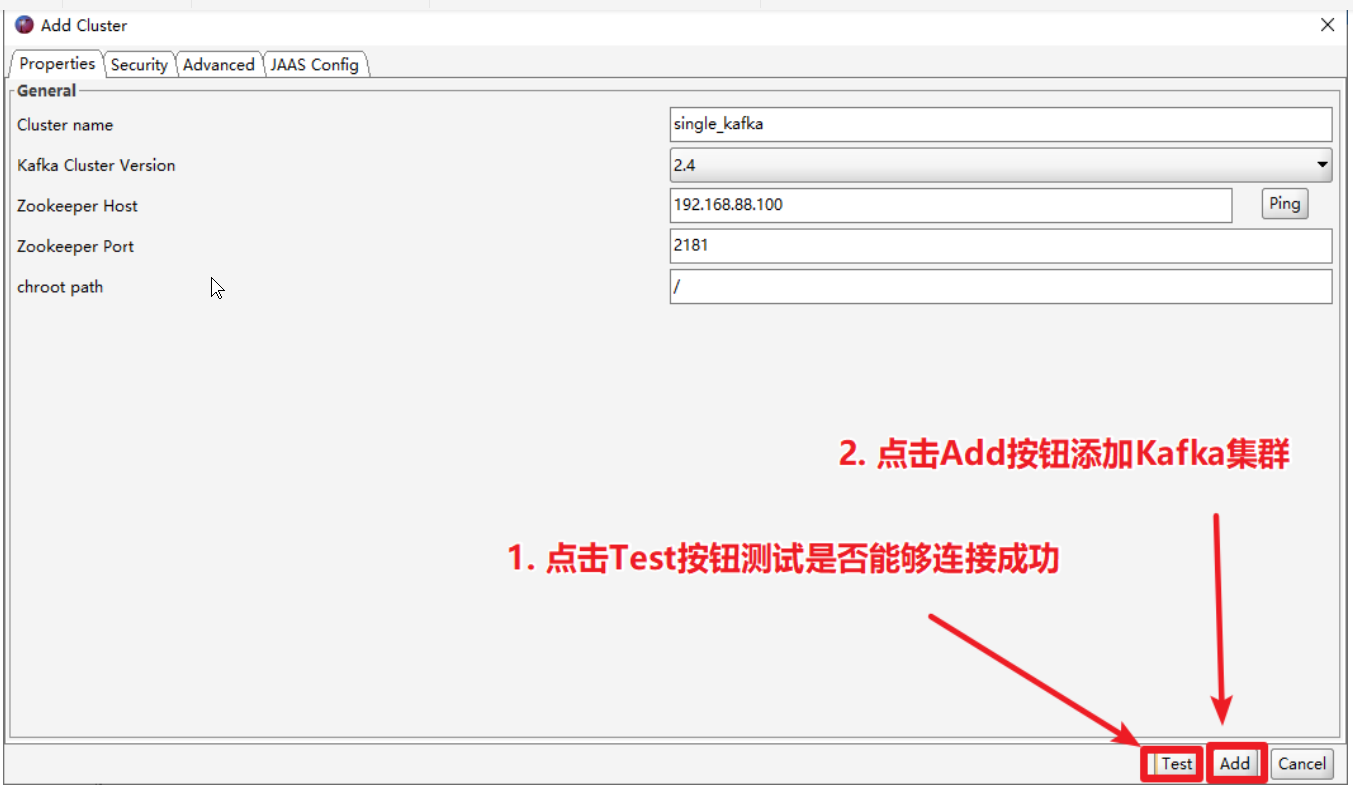 Add Cluster
Properties Security Advanced JAAS Config
General
Cluster name single_kafka
Kafka Cluster Version 2.4
Zookeeper Host 192.168.88.100 Ping
Zookeeper Port 2181
chroot path /
2. 点击Add按钮添加Kafka集群
1. 点击Test按钮测试是否能够连接成功
Test Add Cancel